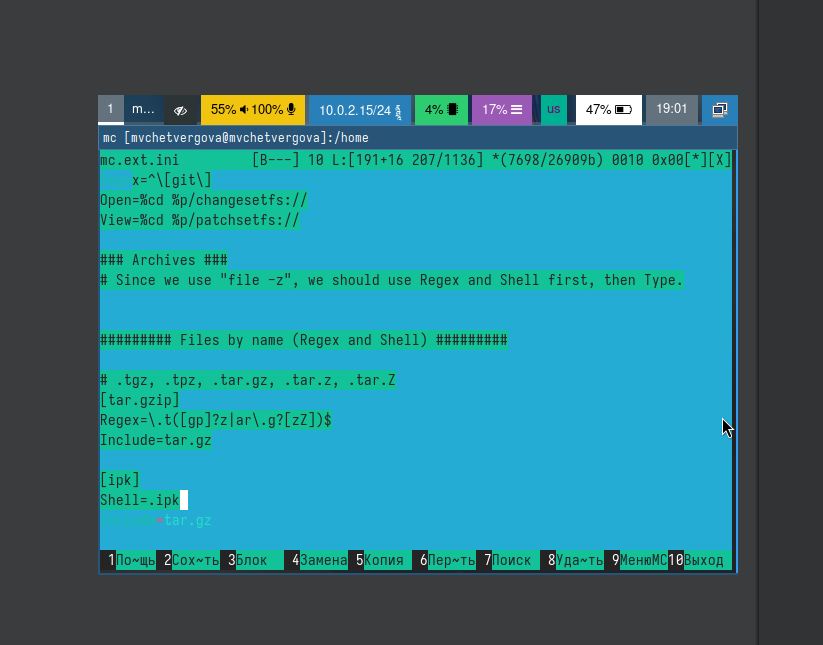 1 m... 55% 100% 10.0.2.15/24 4% 17% us 47% 19:01
mc [mvchetvergova@mvchetvergova]:/home
mc.ext.ini [B---] 10 L:[191+16 207/1136] *(7698/26909b) 0010 0x00[*][X]
x=^\[git\]
Open=%cd %p/changesetfs://
View=%cd %p/patchsetfs://
### Archives ###
# Since we use "file -z", we should use Regex and Shell first, then Type.
######### Files by name (Regex and Shell) #########
# .tgz, .tpz, .tar.gz, .tar.z, .tar.Z
[tar.gzip]
Regex=\.t([gp]?z|ar\.g?[zZ])$
Include=tar.gz
[ipk]
Shell=.ipk
=tar.gz
1По~щь 2Сох~ть 3Блок 4Замена 5Копия 6Пер~ть 7Поиск 8Уда~ть 9МенюMC 10Выход